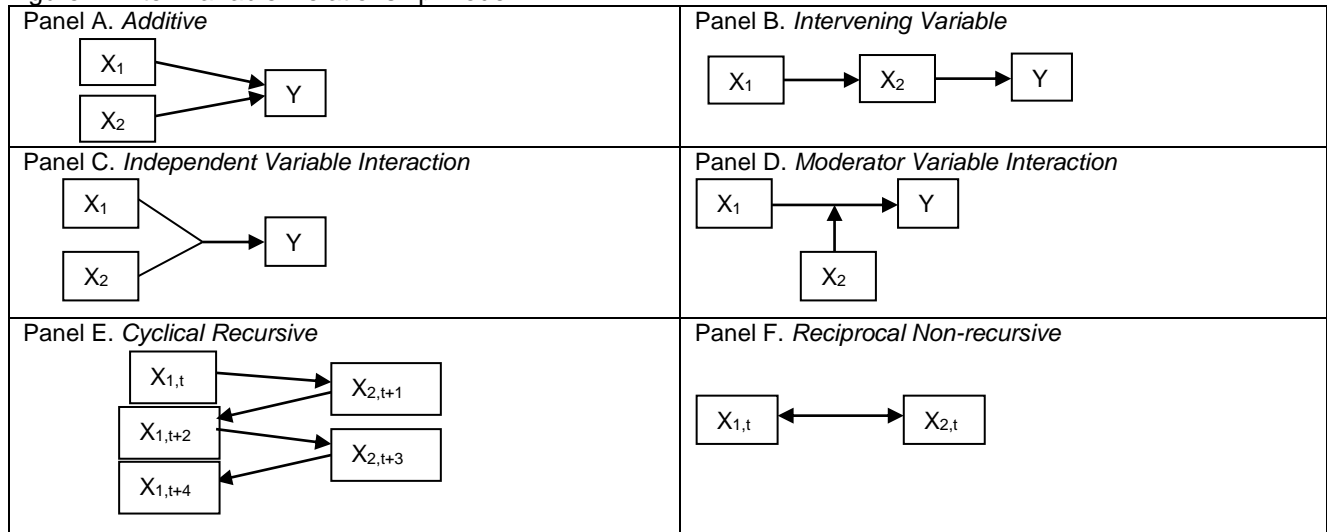 Panel A. Additive
X1
X2
Y
Panel B. Intervening Variable
X1
X2
Y
Panel C. Independent Variable Interaction
X1
X2
Y
Panel D. Moderator Variable Interaction
X1
Y
X2
Panel E. Cyclical Recursive
X1,t
X2,t+1
X1,t+2
X2,t+3
X1,t+4
Panel F. Reciprocal Non-recursive
X1,t
X2,t